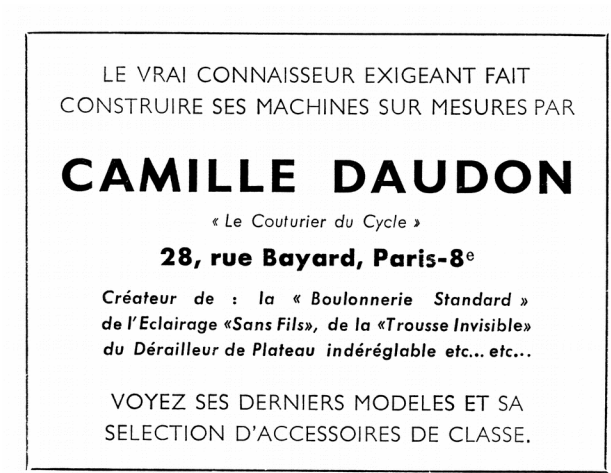 LE VRAI CONNAISSEUR EXIGEANT FAIT
CONSTRUIRE SES MACHINES SUR MESURES PAR
CAMILLE DAUDON
« Le Couturier du Cycle »
28, rue Bayard, Paris-8e
Créateur de : la « Boulonnerie Standard »
de l'Eclairage «Sans Fils», de la «Trousse Invisible»
du Dérailleur de Plateau indéréglable etc... etc...
VOYEZ SES DERNIERS MODELES ET SA
SELECTION D'ACCESSOIRES DE CLASSE.